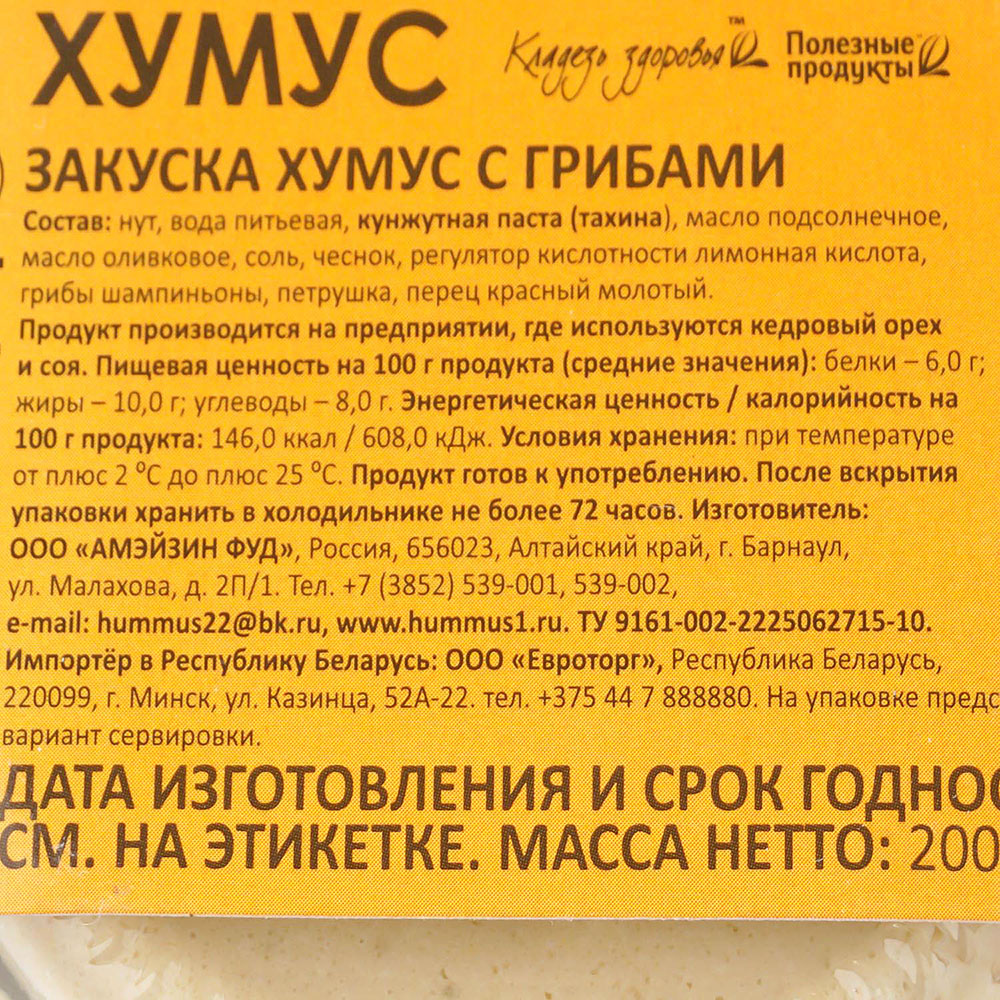 ХУМУС
Кладезь здоровья™
Полезные
продукты
ЗАКУСКА ХУМУС С ГРИБАМИ
Состав: нут, вода питьевая, кунжутная паста (тахина), масло подсолнечное,
масло оливковое, соль, чеснок, регулятор кислотности лимонная кислота,
грибы шампиньоны, петрушка, перец красный молотый.
Продукт производится на предприятии, где используются кедровый орех
и соя. Пищевая ценность на 100 г продукта (средние значения): белки – 6,0 г;
жиры – 10,0 г; углеводы – 8,0 г. Энергетическая ценность / калорийность на
100 г продукта: 146,0 ккал / 608,0 кДж. Условия хранения: при температуре
от плюс 2 °С до плюс 25 °С. Продукт готов к употреблению. После вскрытия
упаковки хранить в холодильнике не более 72 часов. Изготовитель:
ООО «АМЭЙЗИН ФУД», Россия, 656023, Алтайский край, г. Барнаул,
ул. Малахова, д. 2П/1. Тел. +7 (3852) 539-001, 539-002,
e-mail: hummus22@bk.ru, www.hummus1.ru. ТУ 9161-002-2225062715-10.
Импортёр в Республику Беларусь: ООО «Евроторг», Республика Беларусь,
220099, г. Минск, ул. Казинца, 52А-22. тел. +375 44 7 888880. На упаковке предс
вариант сервировки.
ДАТА ИЗГОТОВЛЕНИЯ И СРОК ГОДНОС
СМ. НА ЭТИКЕТКЕ. МАССА НЕТТО: 200